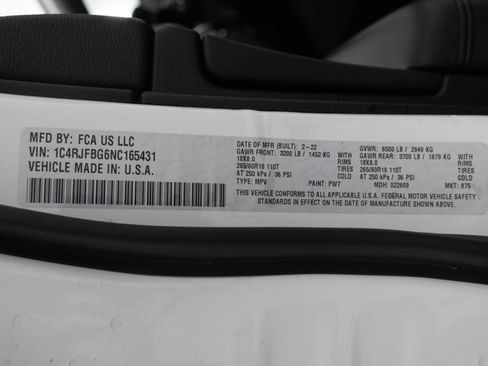 MFD BY: FCA US LLC
VIN: 1C4RJFBG6NC165431
VEHICLE MADE IN: U.S.A.
DATE OF MFR (BUILT): 2-22 GVWR: 6500 LB / 2949 KG
GAWR FRONT: 3200 LB / 1452 KG GAWR REAR: 3700 LB / 1679 KG
18X8.0 RIMS 18X8.0 RIMS
265/60R18 110T TIRES 265/60R18 110T TIRES
AT 250 kPa / 36 PSI COLD AT 250 kPa / 36 PSI COLD
TYPE: MPV PAINT: PW7 MDH: 022609 MKT: 875
THIS VEHICLE CONFORMS TO ALL APPLICABLE U.S.A. FEDERAL MOTOR VEHICLE SAFETY
STANDARDS IN EFFECT ON THE DATE OF MANUFACTURE SHOWN ABOVE.